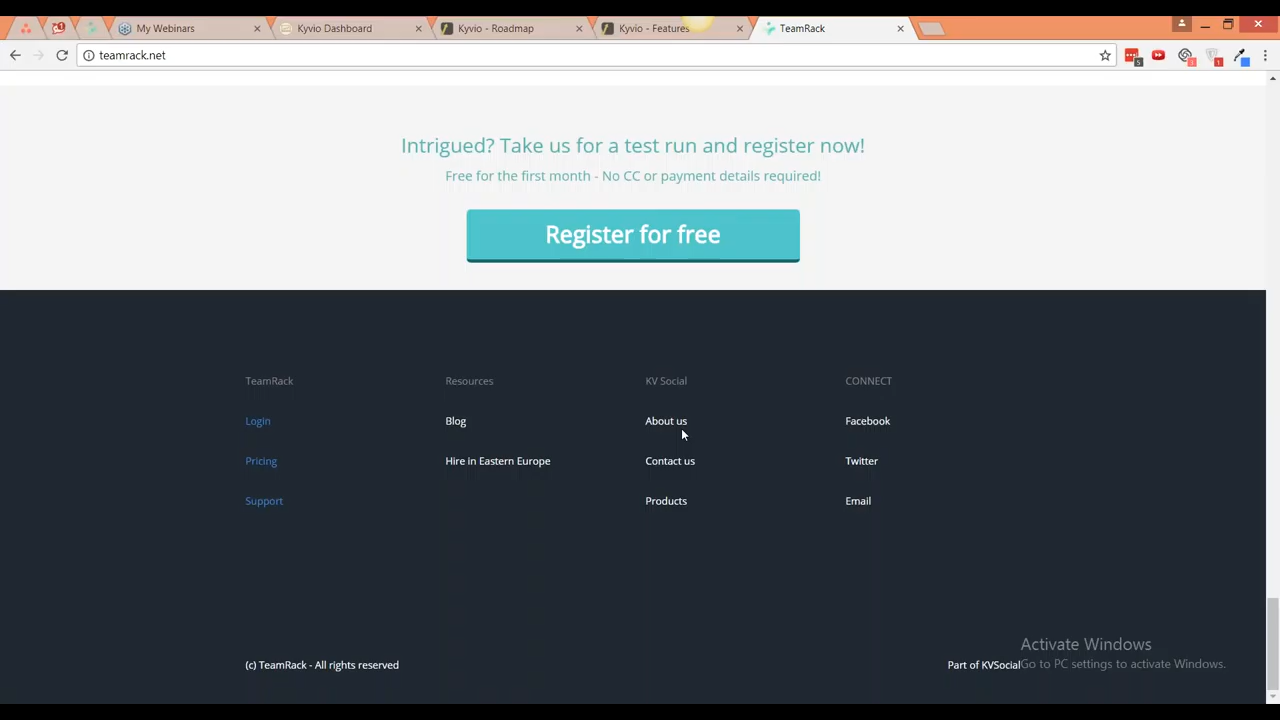 My Webinars
Kyvio Dashboard
Kyvio - Roadmap
Kyvio - Features
TeamRack
teamrack.net
5
3
1
Intrigued? Take us for a test run and register now!
Free for the first month - No CC or payment details required!
Register for free
TeamRack
Resources
KV Social
CONNECT
Login
Blog
About us
Facebook
Pricing
Hire in Eastern Europe
Contact us
Twitter
Support
Products
Email
Activate Windows
(c) TeamRack - All rights reserved
Part of KVSocial
Go to PC settings to activate Windows.